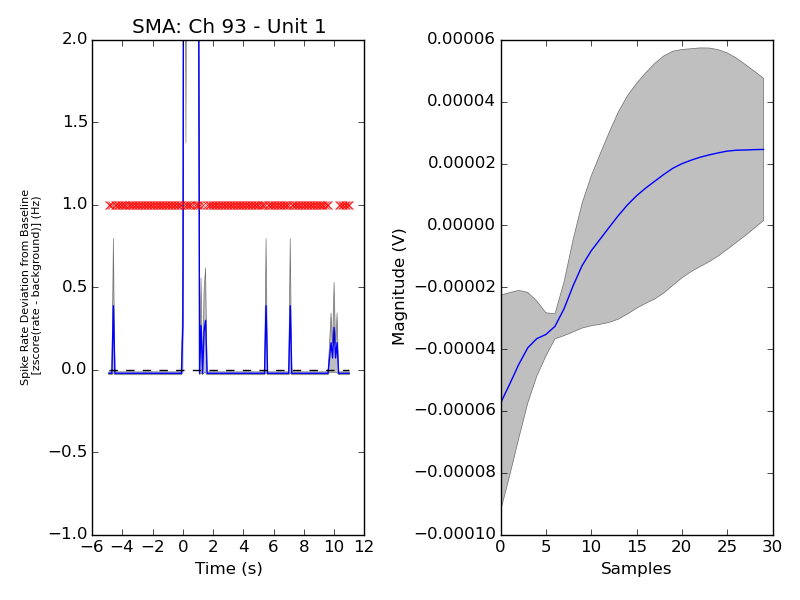 SMA: Ch 93 - Unit 1
2.0
1.5
1.0
0.5
0.0
−0.5
−1.0
−6 −4 −2 0 2 4 6 8 10 12
Time (s)
Spike Rate Deviation from Baseline
[zscore(rate - background)] (Hz)
0.00006
0.00004
0.00002
0.00000
−0.00002
−0.00004
−0.00006
−0.00008
−0.00010
0 5 10 15 20 25 30
Samples
Magnitude (V)